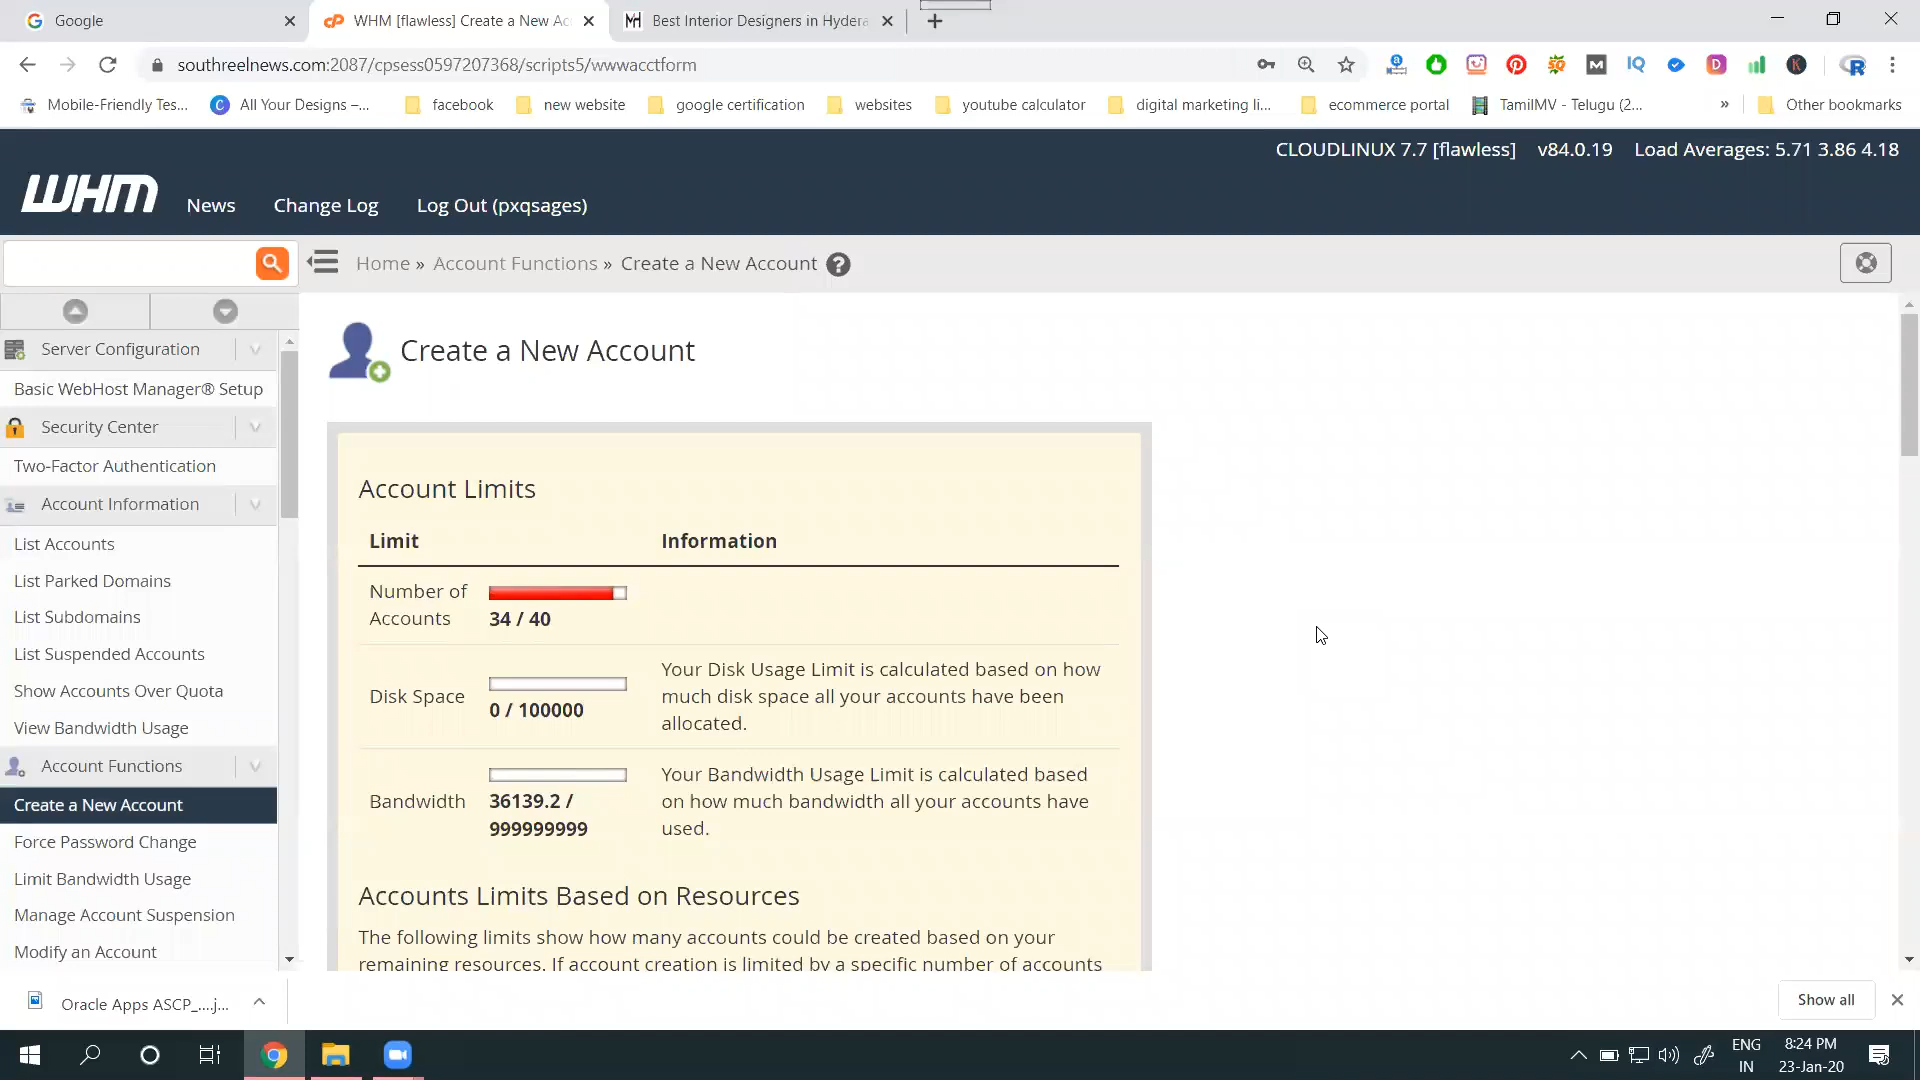 Google
WHM [flawless] Create a New Ac
Best Interior Designers in Hydera
southreelnews.com:2087/cpsess0597207368/scripts5/wwwacctform
Mobile-Friendly Tes...
All Your Designs –...
facebook
new website
google certification
websites
youtube calculator
digital marketing li...
ecommerce portal
TamilMV - Telugu (2...
»
Other bookmarks
CLOUDLINUX 7.7 [flawless] v84.0.19 Load Averages: 5.71 3.86 4.18
WHM
News
Change Log
Log Out (pxqsages)
Home » Account Functions » Create a New Account
Server Configuration
Basic WebHost Manager® Setup
Security Center
Two-Factor Authentication
Account Information
List Accounts
List Parked Domains
List Subdomains
List Suspended Accounts
Show Accounts Over Quota
View Bandwidth Usage
Account Functions
Create a New Account
Force Password Change
Limit Bandwidth Usage
Manage Account Suspension
Modify an Account
Create a New Account
Account Limits
Limit Information
Number of
Accounts
34 / 40
Disk Space
0 / 100000
Your Disk Usage Limit is calculated based on how
much disk space all your accounts have been
allocated.
Bandwidth
36139.2 /
999999999
Your Bandwidth Usage Limit is calculated based
on how much bandwidth all your accounts have
used.
Accounts Limits Based on Resources
The following limits show how many accounts could be created based on your
remaining resources. If account creation is limited by a specific number of accounts
Oracle Apps ASCP_....j...
Show all
ENG
IN
8:24 PM
23-Jan-20